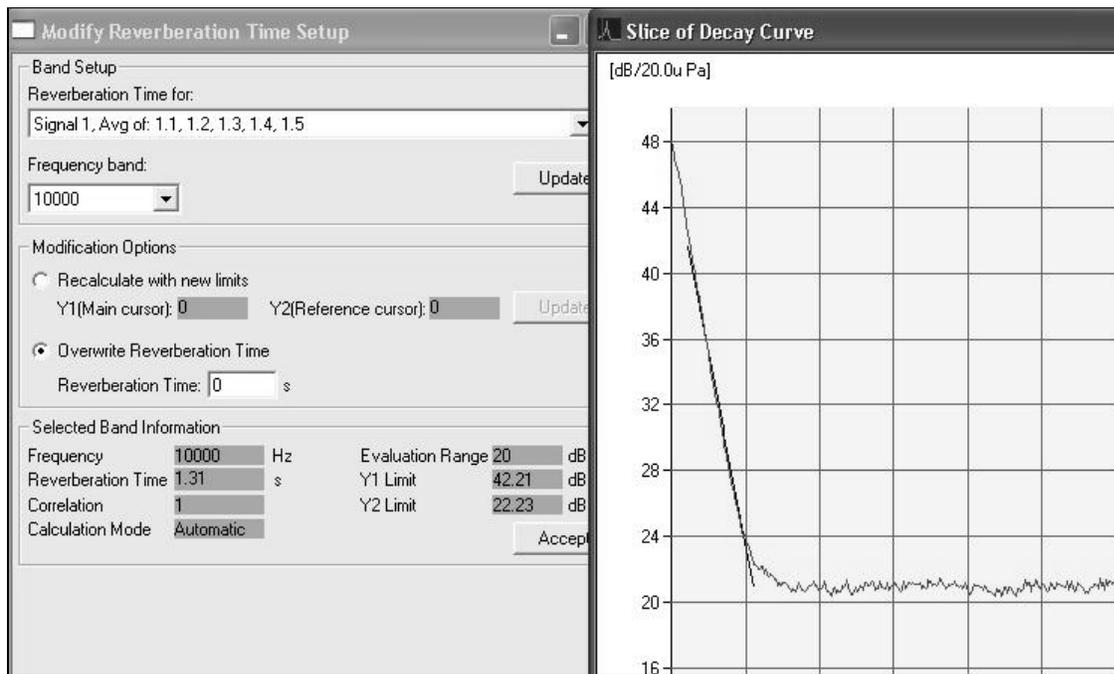 Modify Reverberation Time Setup
Band Setup
Reverberation Time for:
Signal 1, Avg of: 1.1, 1.2, 1.3, 1.4, 1.5
Frequency band:
10000
Update
Modification Options
Recalculate with new limits
Y1(Main cursor): 0 Y2(Reference cursor): 0 Update
Overwrite Reverberation Time
Reverberation Time: 0 s
Selected Band Information
Frequency 10000 Hz Evaluation Range 20 dB
Reverberation Time 1.31 s Y1 Limit 42.21 dB
Correlation 1 Y2 Limit 22.23 dB
Calculation Mode Automatic
Accept
Slice of Decay Curve
[dB/20.0u Pa]
48
44
40
36
32
28
24
20
16